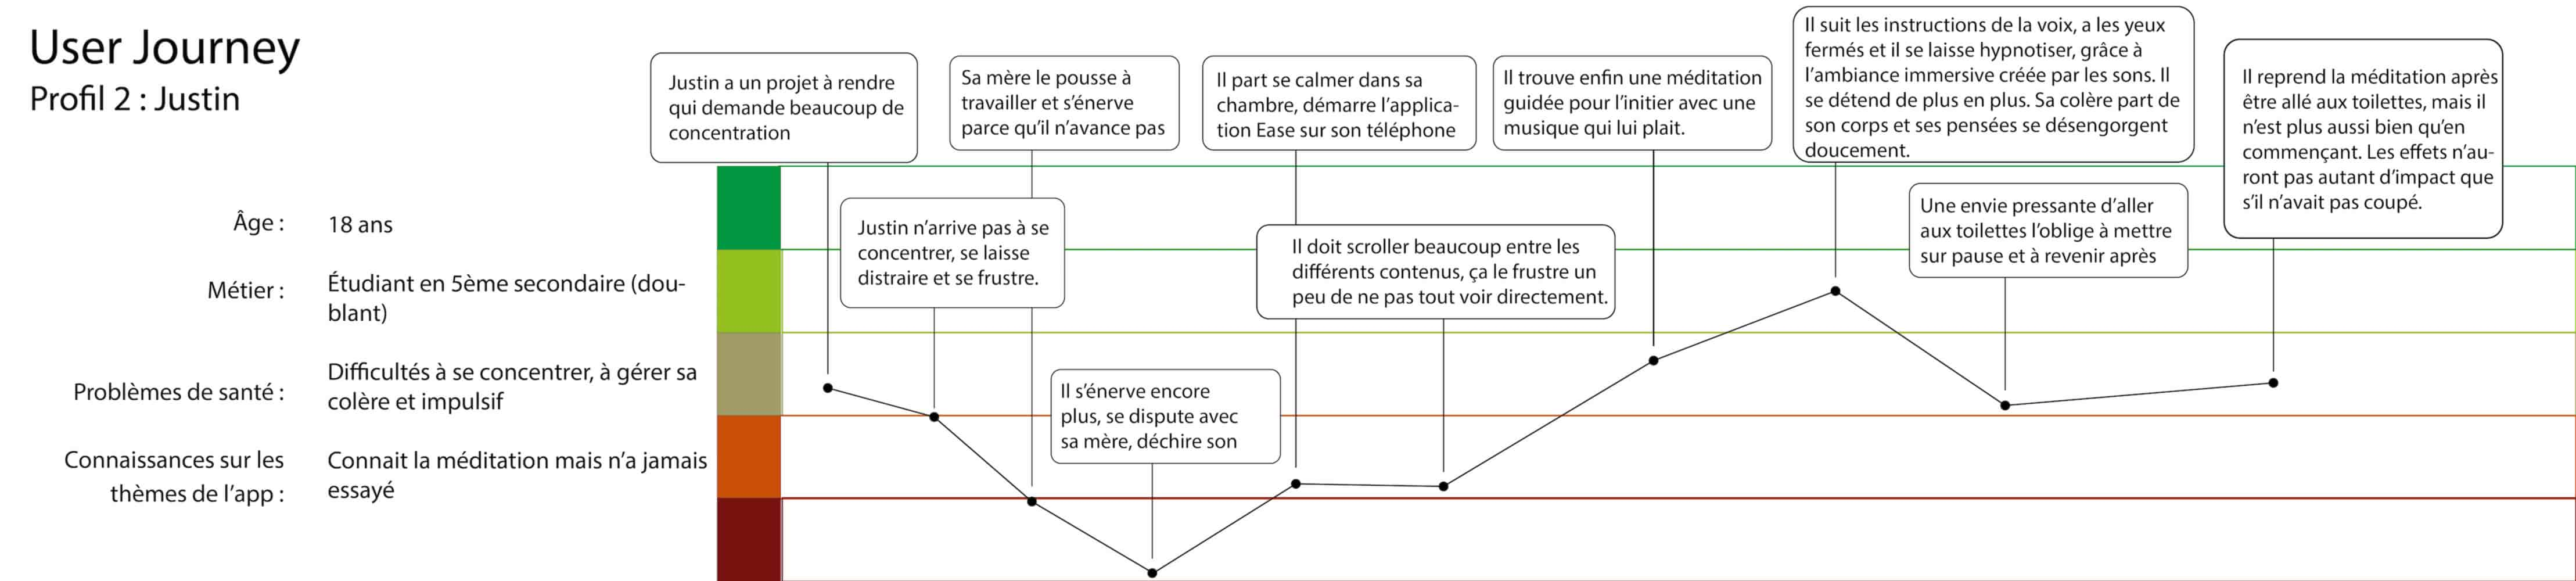 User Journey
Profil 2 : Justin
Âge :
18 ans
Métier :
Étudiant en 5ème secondaire (dou-
blant)
Problèmes de santé :
Difficultés à se concentrer, à gérer sa
colère et impulsif
Connaissances sur les
thèmes de l'app :
Connait la méditation mais n'a jamais
essayé
Justin a un projet à rendre
qui demande beaucoup de
concentration
Justin n'arrive pas à se
concentrer, se laisse
distraire et se frustre.
Sa mère le pousse à
travailler et s'énerve
parce qu'il n'avance pas
Il s'énerve encore
plus, se dispute avec
sa mère, déchire son
Il part se calmer dans sa
chambre, démarre l'applica-
tion Ease sur son téléphone
Il doit scroller beaucoup entre les
différents contenus, ça le frustre un
peu de ne pas tout voir directement.
Il trouve enfin une méditation
guidée pour l'initier avec une
musique qui lui plait.
Il suit les instructions de la voix, a les yeux
fermés et il se laisse hypnotiser, grâce à
l'ambiance immersive créée par les sons. Il
se détend de plus en plus. Sa colère part de
son corps et ses pensées se désengorgent
doucement.
Une envie pressante d'aller
aux toilettes l'oblige à mettre
sur pause et à revenir après
Il reprend la méditation après
être allé aux toilettes, mais il
n'est plus aussi bien qu'en
commençant. Les effets n'au-
ront pas autant d'impact que
s'il n'avait pas coupé.